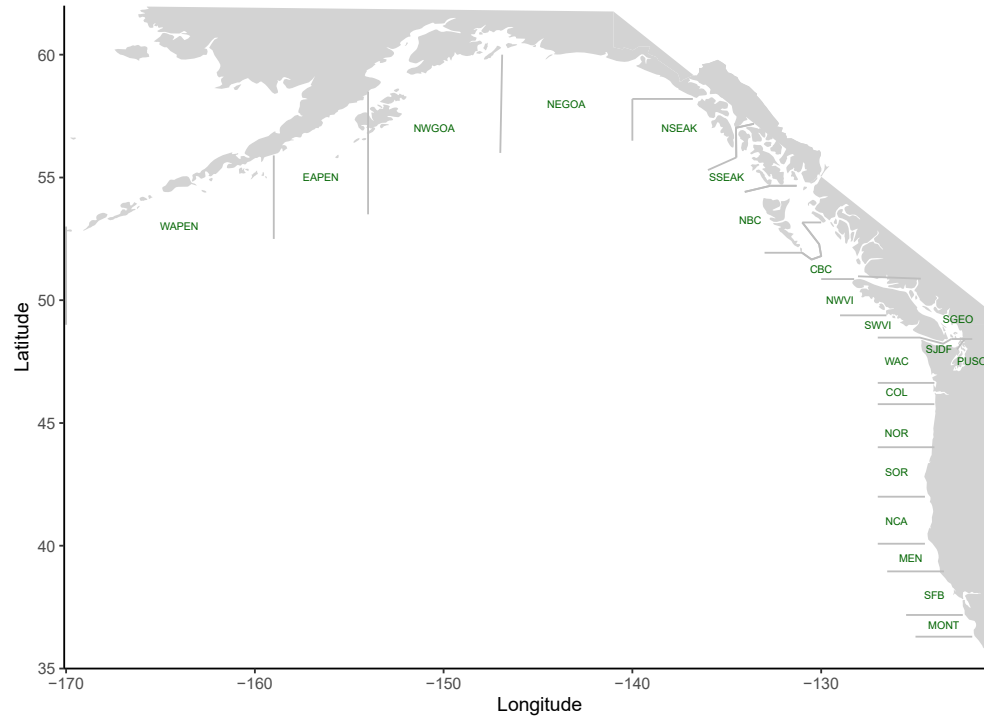 60
NEGOA
NWGOA
NSEAK
55
EAPEN
SSEAK
WAPEN
NBC
CBC
50
NWVI
SGEO
SWVI
SJDF
WAC
PUSO
COL
45
NOR
SOR
NCA
40
MEN
SFB
MONT
35
−170
−160
−150
−140
−130
Longitude
Latitude